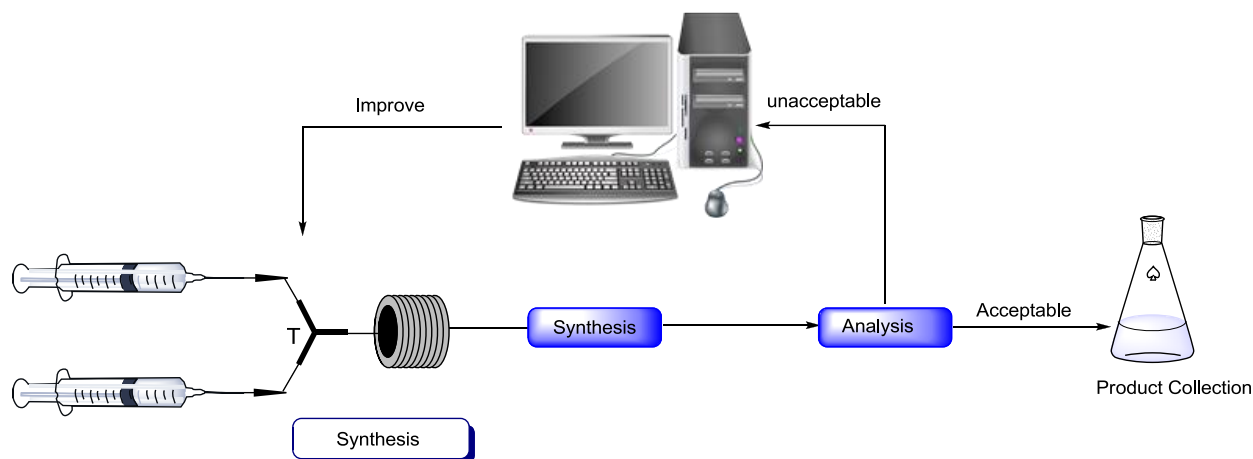 Improve
unacceptable
T
Synthesis
Analysis
Acceptable
Product Collection
Synthesis